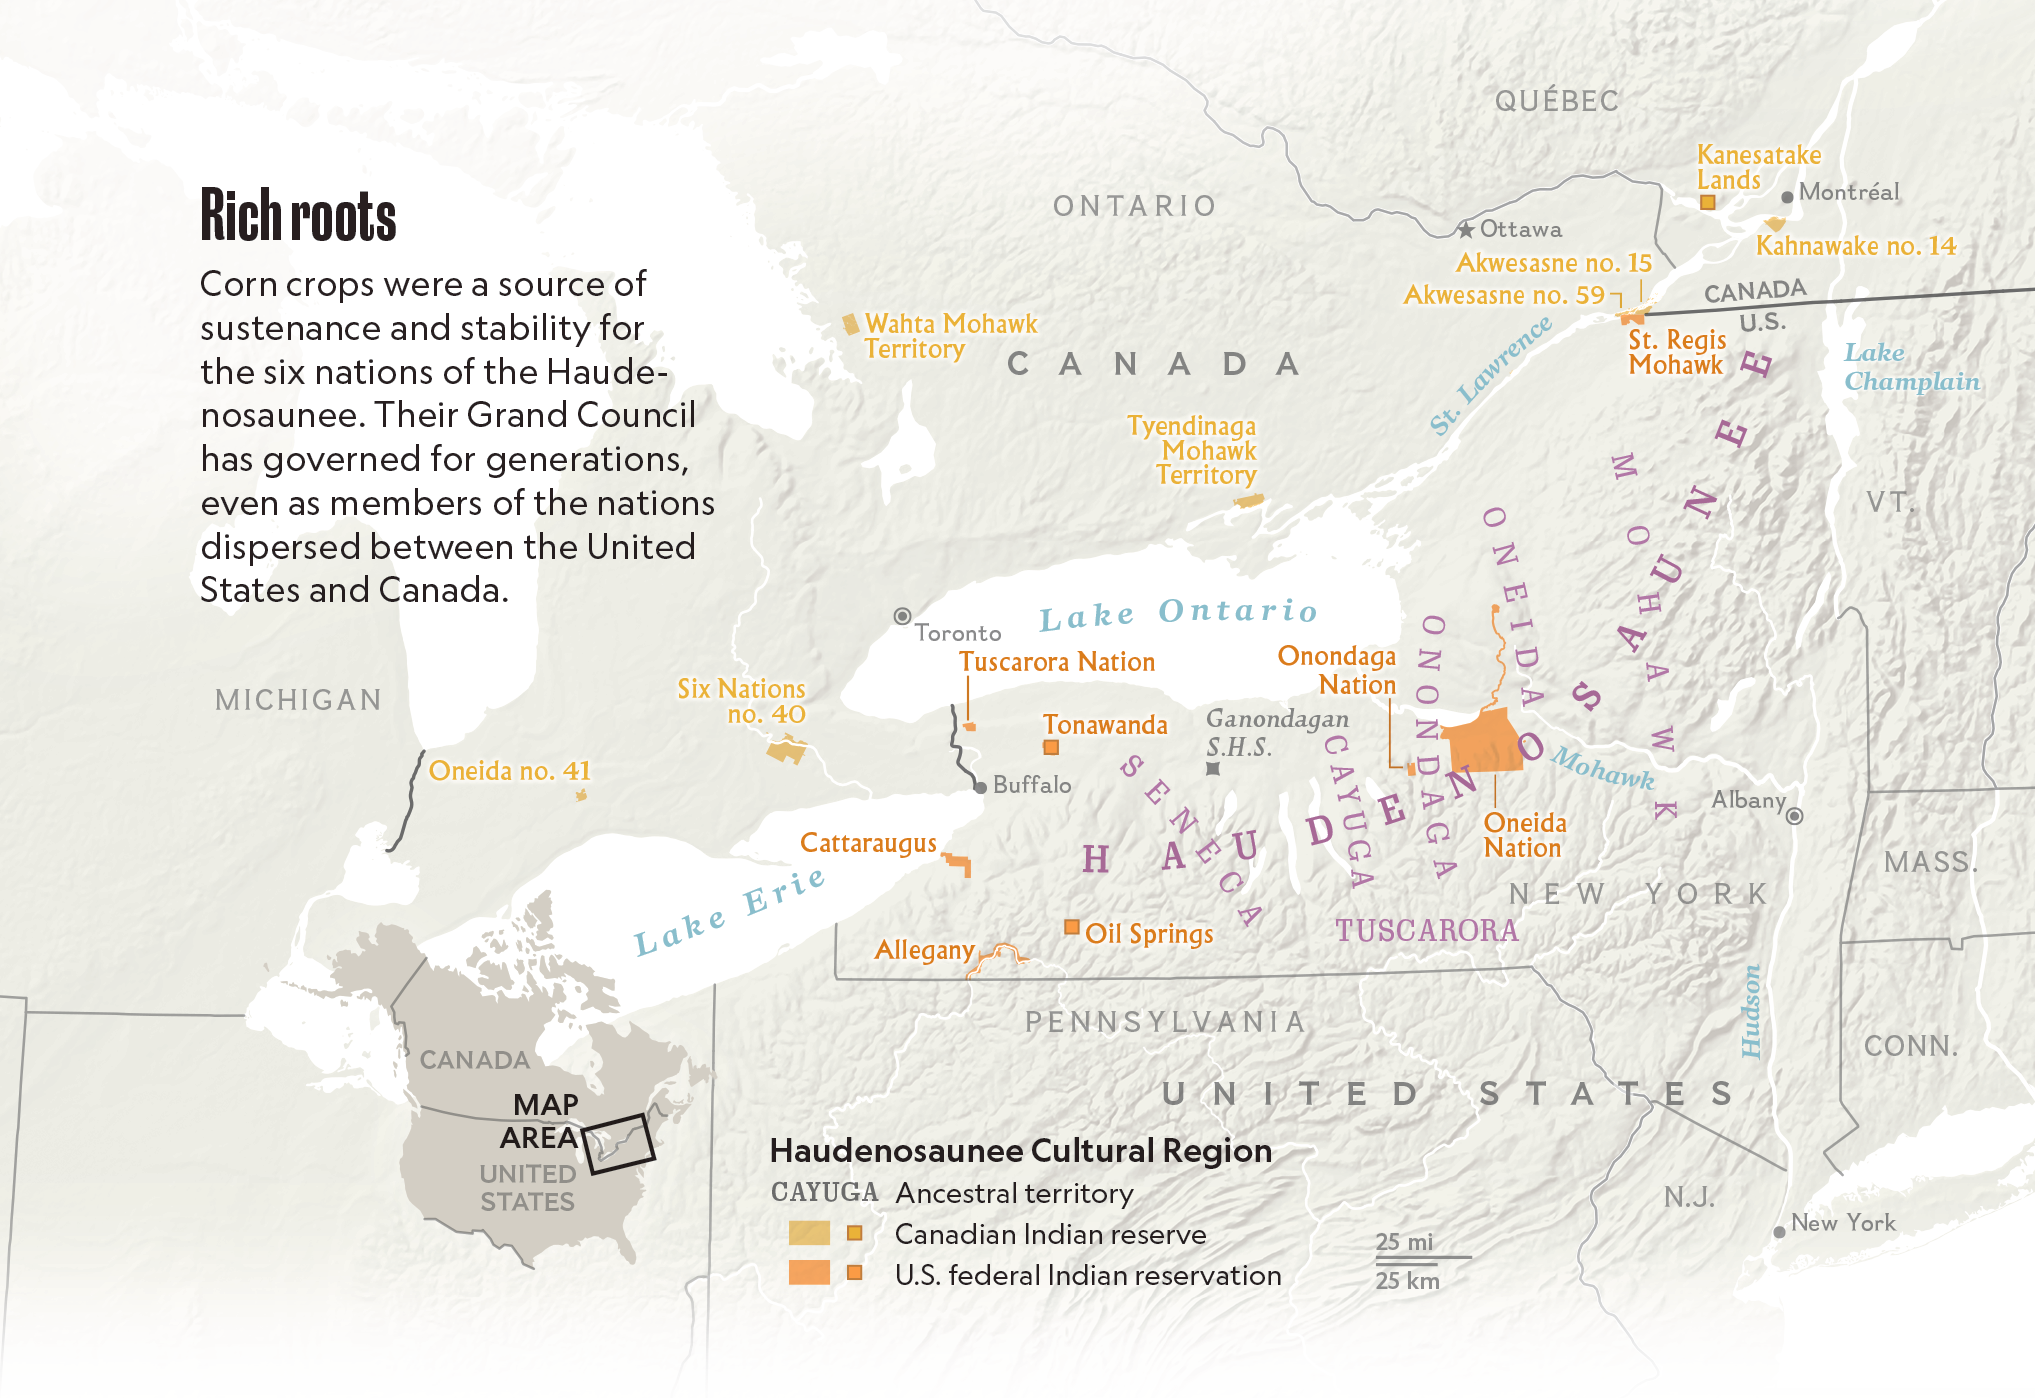 Rich roots
Corn crops were a source of
sustenance and stability for
the six nations of the Haude-
nosaunee. Their Grand Council
has governed for generations,
even as members of the nations
dispersed between the United
States and Canada.
QUÉBEC
ONTARIO
CANADA
Kanesatake
Lands
Montréal
Kahnawake no. 14
Ottawa
Akwesasne no. 15
Akwesasne no. 59
CANADA
U.S.
St. Regis
Mohawk
St. Lawrence
Lake
Champlain
VT.
Wahta Mohawk
Territory
Tyendinaga
Mohawk
Territory
Lake Ontario
Toronto
Tuscarora Nation
Six Nations
no. 40
Tonawanda
Ganondagan
S.H.S.
Onondaga
Nation
MICHIGAN
Oneida no. 41
Buffalo
Cattaraugus
Lake Erie
Allegany
Oil Springs
HAUDENOSAUNEE
SENECA
CAYUGA
ONONDAGA
ONEIDA
MOHAWK
TUSCARORA
Oneida
Nation
Mohawk
Albany
NEW YORK
MASS.
CONN.
Hudson
PENNSYLVANIA
UNITED STATES
N.J.
New York
CANADA
MAP
AREA
UNITED
STATES
Haudenosaunee Cultural Region
CAYUGA Ancestral territory
Canadian Indian reserve
U.S. federal Indian reservation
25 mi
25 km